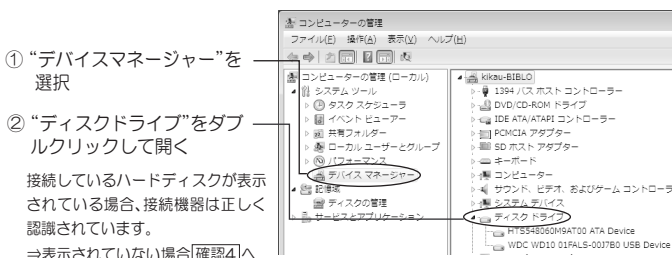 ① “デバイスマネージャー”を
選択
② “ディスクドライブ”をダブ
ルクリックして開く
接続しているハードディスクが表示
されている場合、接続機器は正しく
認識されています。
⇒表示されていない場合確認4へ
コンピューターの管理
ファイル(F) 操作(A) 表示(V) ヘルプ(H)
コンピューターの管理 (ローカル)
システム ツール
タスク スケジューラ
イベント ビューアー
共有フォルダー
ローカル ユーザーとグループ
パフォーマンス
デバイス マネージャー
記憶域
ディスクの管理
サービスとアプリケーション
kikau-BIBLO
1394 バス ホスト コントローラー
DVD/CD-ROM ドライブ
IDE ATA/ATAPI コントローラー
PCMCIA アダプター
SD ホスト アダプター
キーボード
コンピューター
サウンド、ビデオ、およびゲーム コントローラ
システム デバイス
ディスク ドライブ
HTS548060M9AT00 ATA Device
WDC WD10 01FALS-00J7B0 USB Device